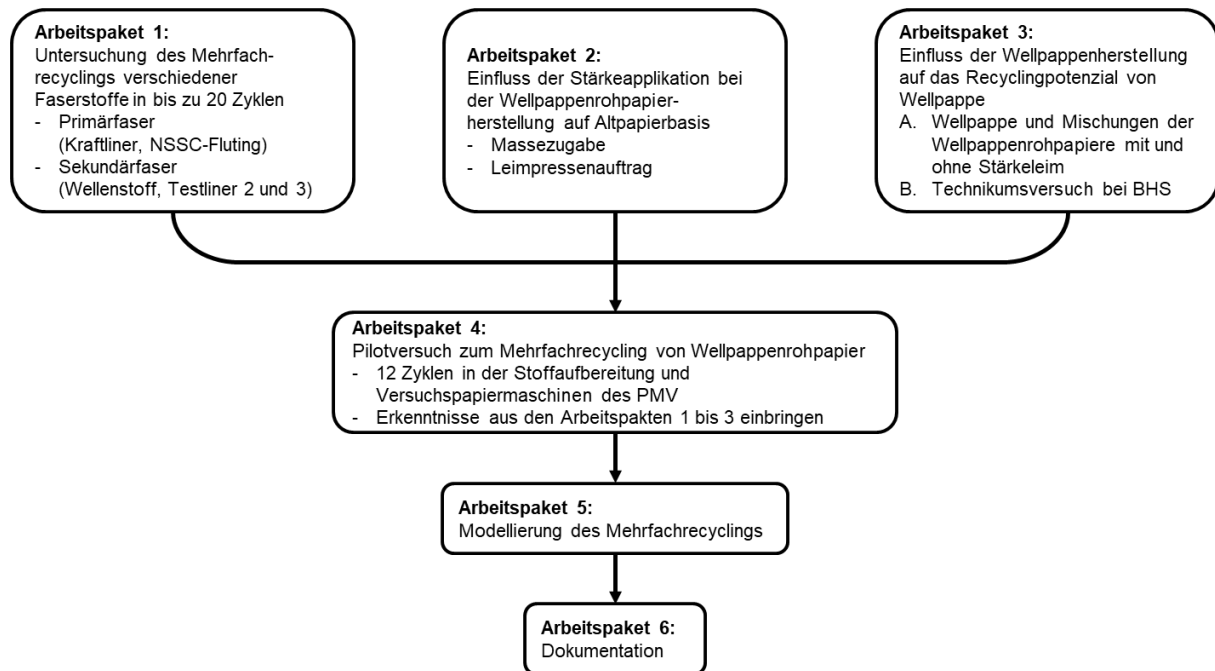 Arbeitspaket 1:
Untersuchung des Mehrfach-
recyclings verschiedener
Faserstoffe in bis zu 20 Zyklen
- Primärfaser
(Kraftliner, NSSC-Fluting)
- Sekundärfaser
(Wellenstoff, Testliner 2 und 3)
Arbeitspaket 2:
Einfluss der Stärkeapplikation bei
der Wellpappenrohpapier-
herstellung auf Altpapierbasis
- Massezugabe
- Leimpressenauftrag
Arbeitspaket 3:
Einfluss der Wellpappenherstellung
auf das Recyclingpotenzial von
Wellpappe
A. Wellpappe und Mischungen der
Wellpappenrohpapiere mit und
ohne Stärkeleim
B. Technikumsversuch bei BHS
Arbeitspaket 4:
Pilotversuch zum Mehrfachrecycling von Wellpappenrohpapier
- 12 Zyklen in der Stoffaufbereitung und
Versuchspapiermaschinen des PMV
- Erkenntnisse aus den Arbeitspakten 1 bis 3 einbringen
Arbeitspaket 5:
Modellierung des Mehrfachrecyclings
Arbeitspaket 6:
Dokumentation